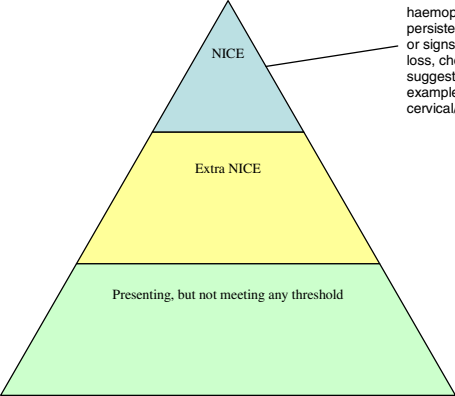 haemop
persiste
or signs
loss, che
suggest
example
cervical/
NICE
Extra NICE
Presenting, but not meeting any threshold